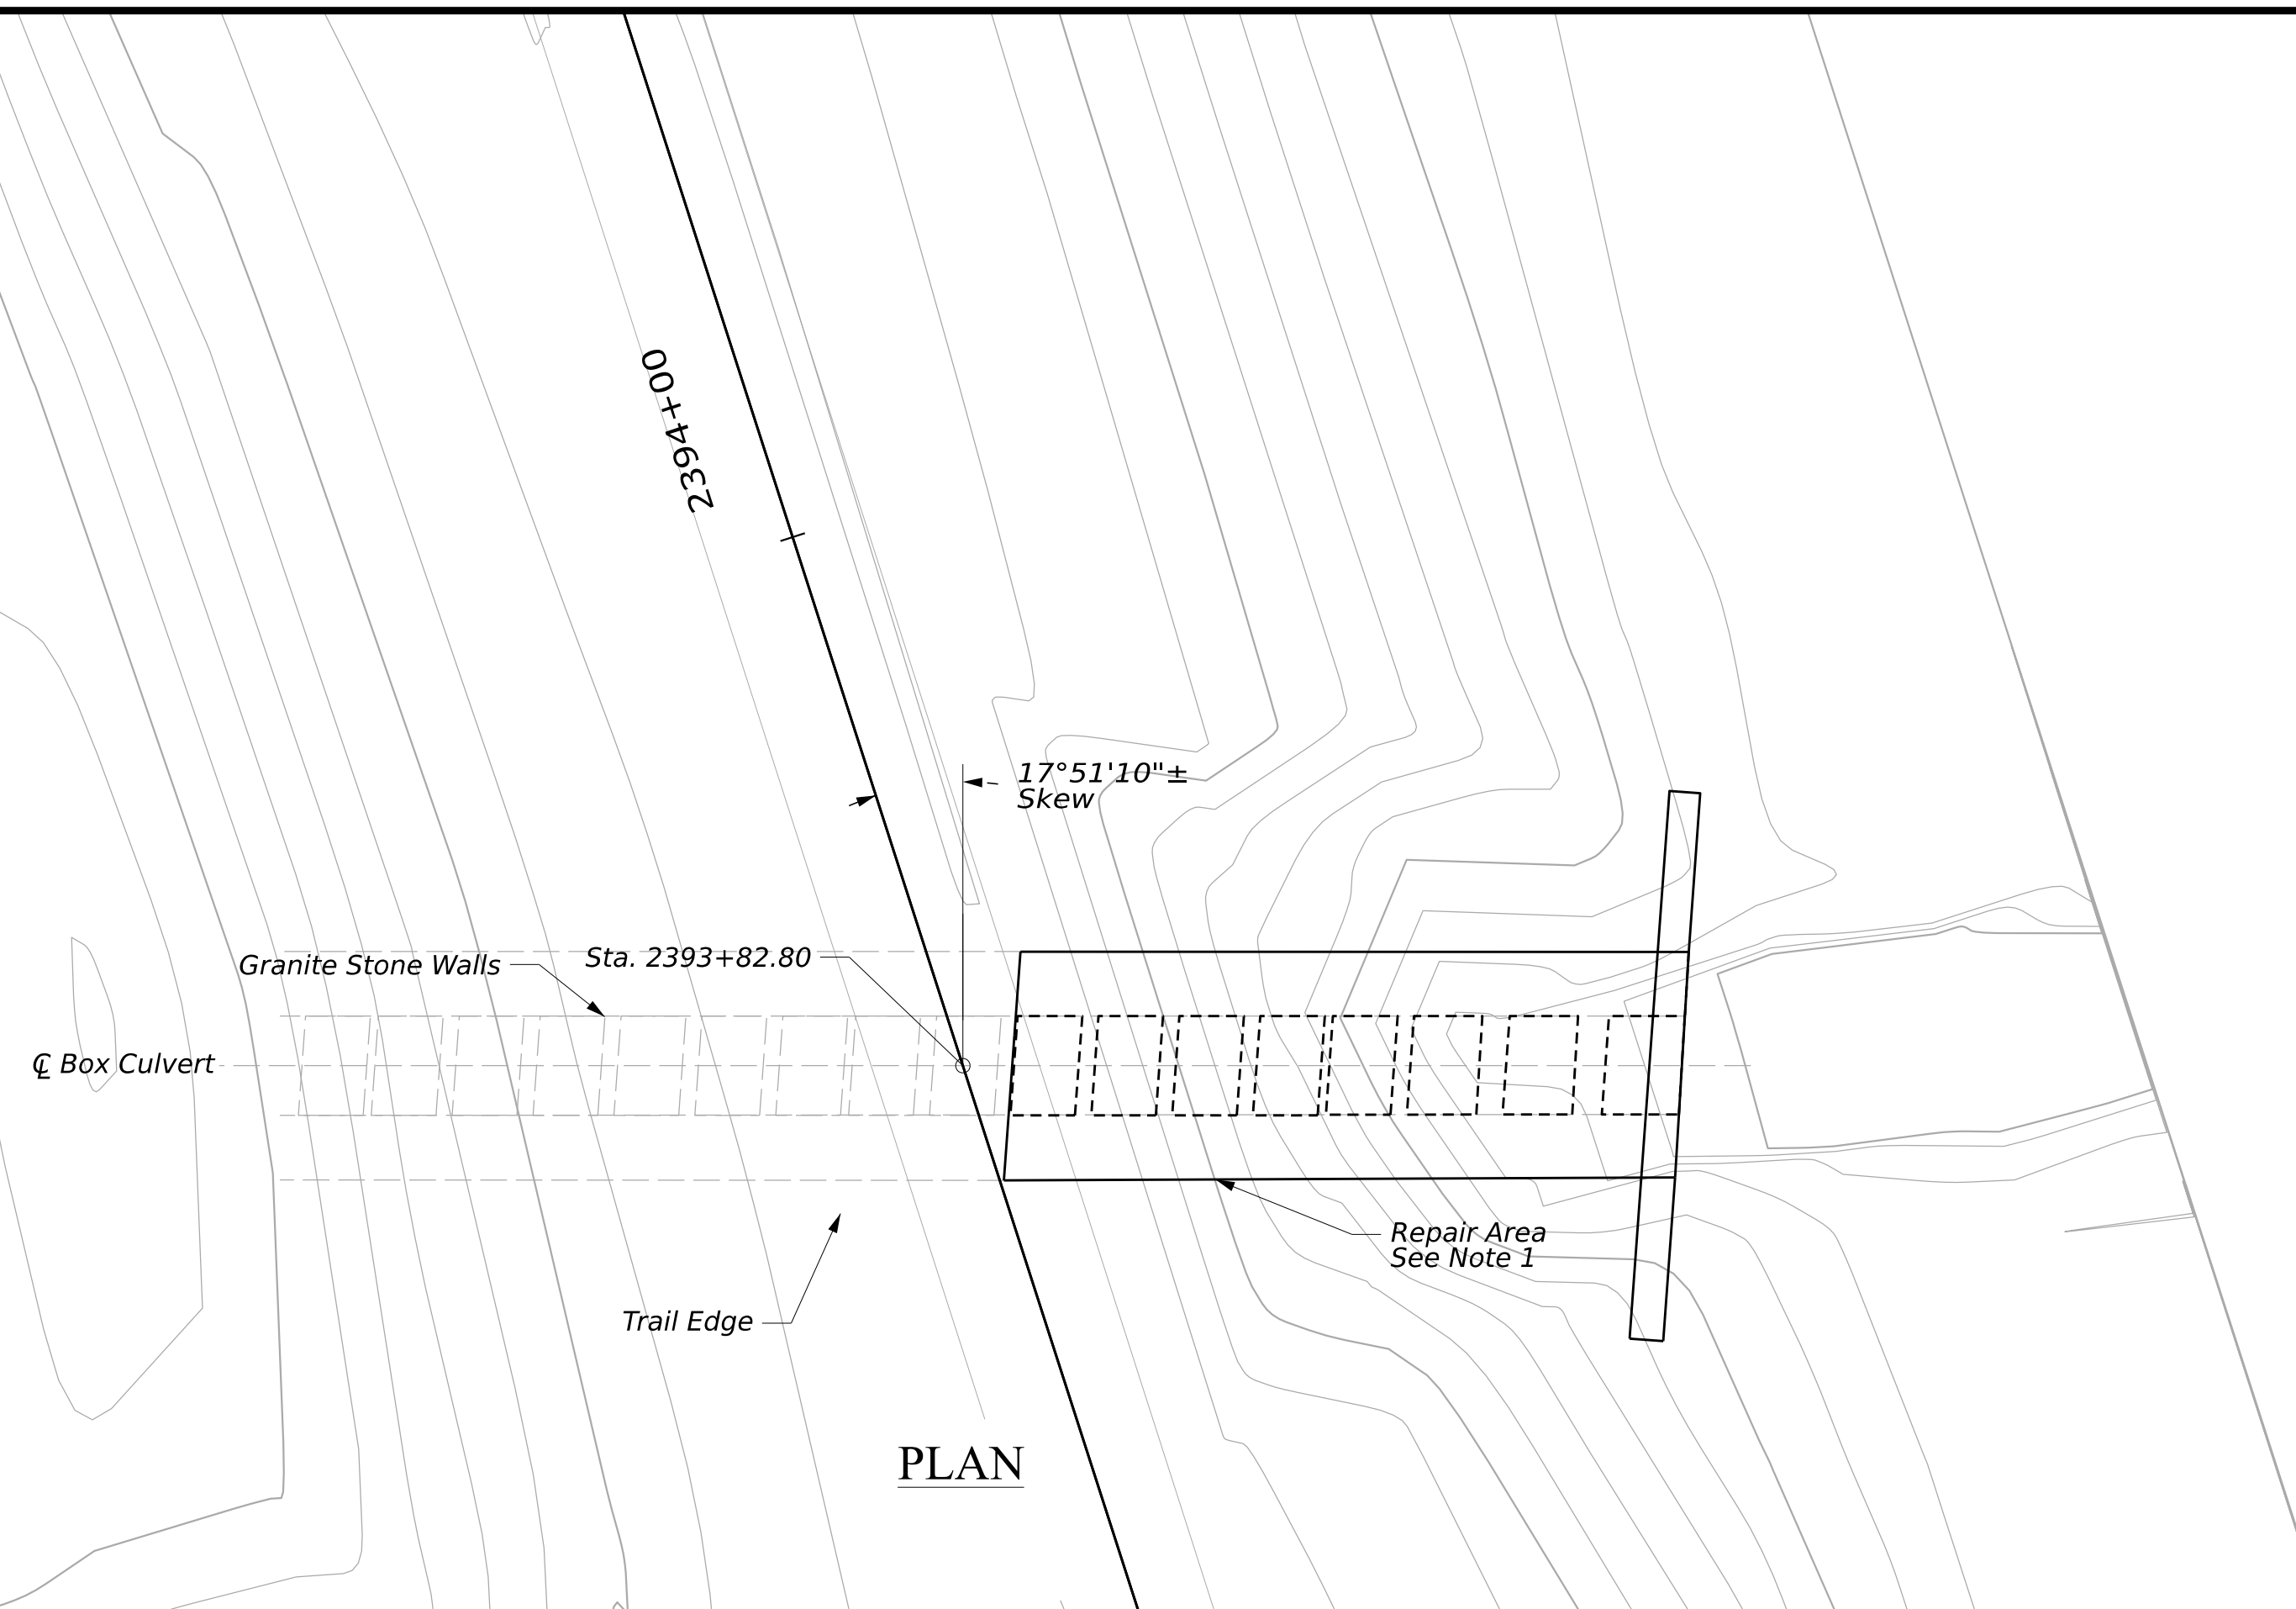 2394+00
17°51'10"±
Skew
Granite Stone Walls
Sta. 2393+82.80
℄ Box Culvert
Repair Area
See Note 1
Trail Edge
PLAN